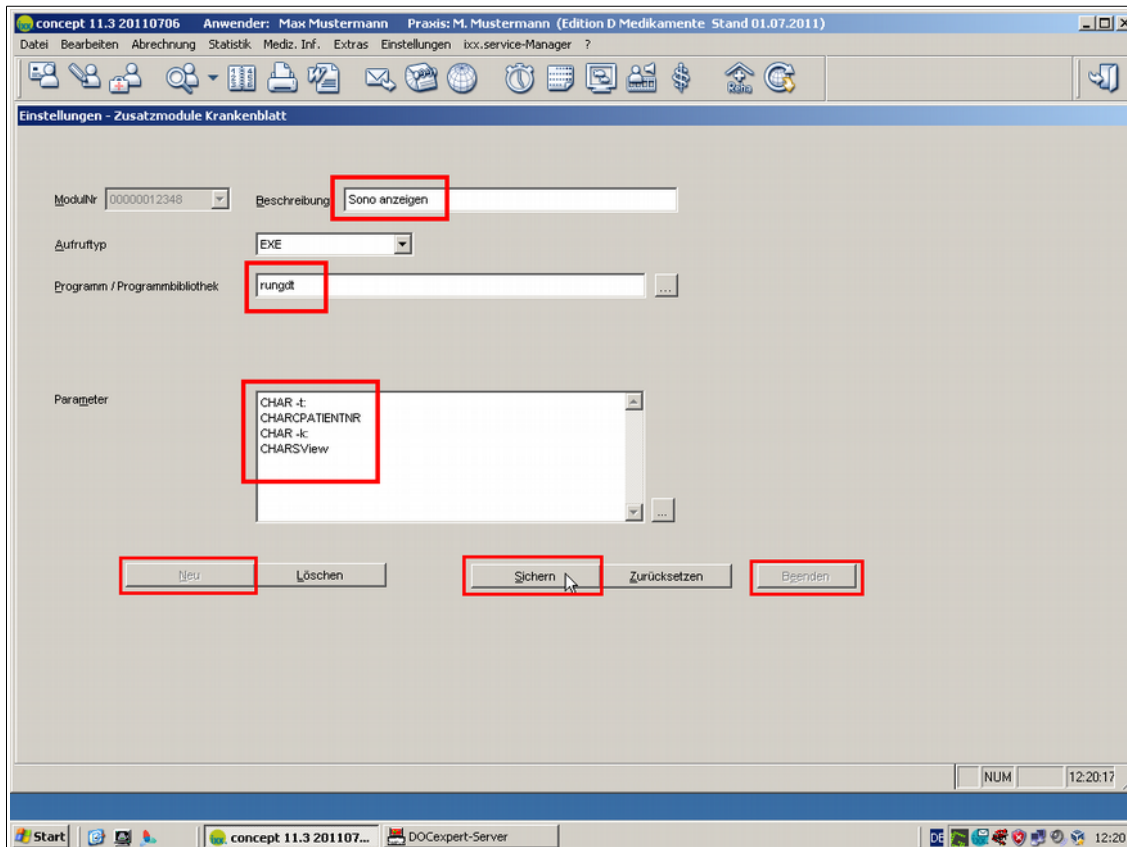 concept 11.3 20110706 Anwender: Max Mustermann Praxis: M. Mustermann (Edition D Medikamente Stand 01.07.2011)
Datei Bearbeiten Abrechnung Statistik Mediz. Inf. Extras Einstellungen ixx.service-Manager ?
Einstellungen - Zusatzmodule Krankenblatt
ModulNr 00000012348 Beschreibung Sono anzeigen
Aufruftyp EXE
Programm / Programmbibliothek rungdt ...
Parameter
CHAR -t:
CHARCPATIENTNR
CHAR -k:
CHARSView
...
Neu Löschen Sichern Zurücksetzen Beenden
NUM 12:20:17
Start concept 11.3 201107... DOCexpert-Server DE 12:20